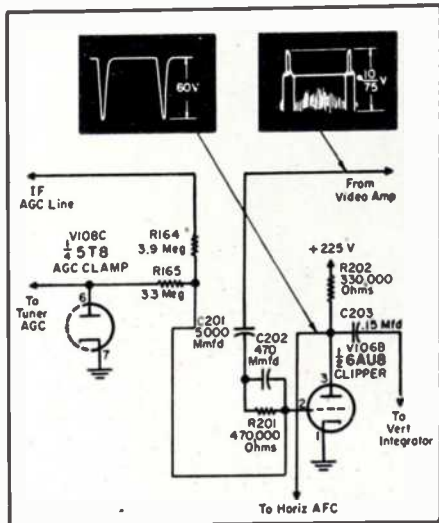 60V
10
75 V
IF
AGC Line
From
Video Amp
V108C
1/4 5T8
AGC CLAMP
R164
3.9 Meg
R165
3.3 Meg
To
Tuner
AGC
6
7
+225 V
R202
330,000
Ohms
C201
5000
Mmfd
C202
470
Mmfd
C203
.15 Mfd
V106B
1/2 6AU8
CLIPPER
3
2
1
R201
470,000
Ohms
To
Vert
Integrator
To Horiz AFC